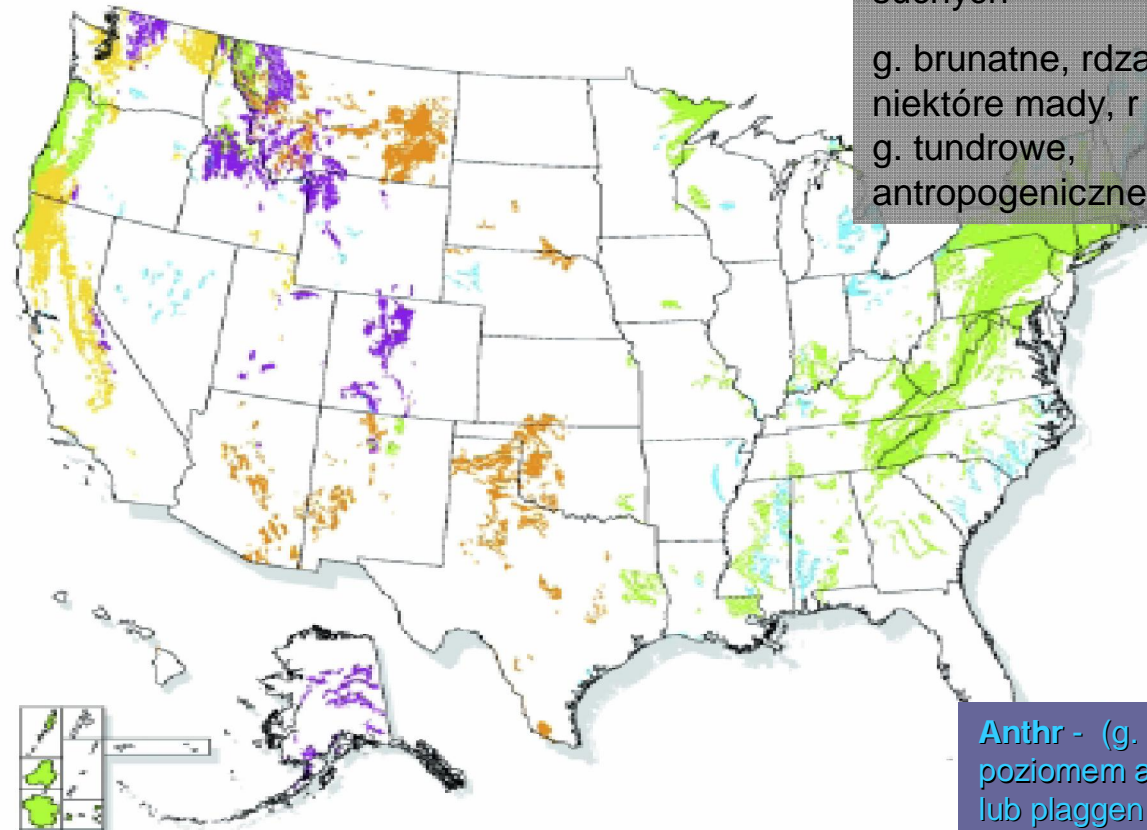 g. brunatne, rdza
niektóre mady, r
g. tundrowe,
antropogeniczne
Anthr - (g.
poziomem a
lub plaggen